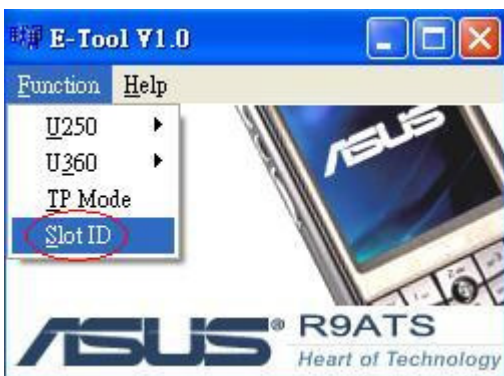 E-Tool V1.0
Function Help
U250
U360
TP Mode
Slot ID
ASUS
ASUS® R9ATS
Heart of Technology